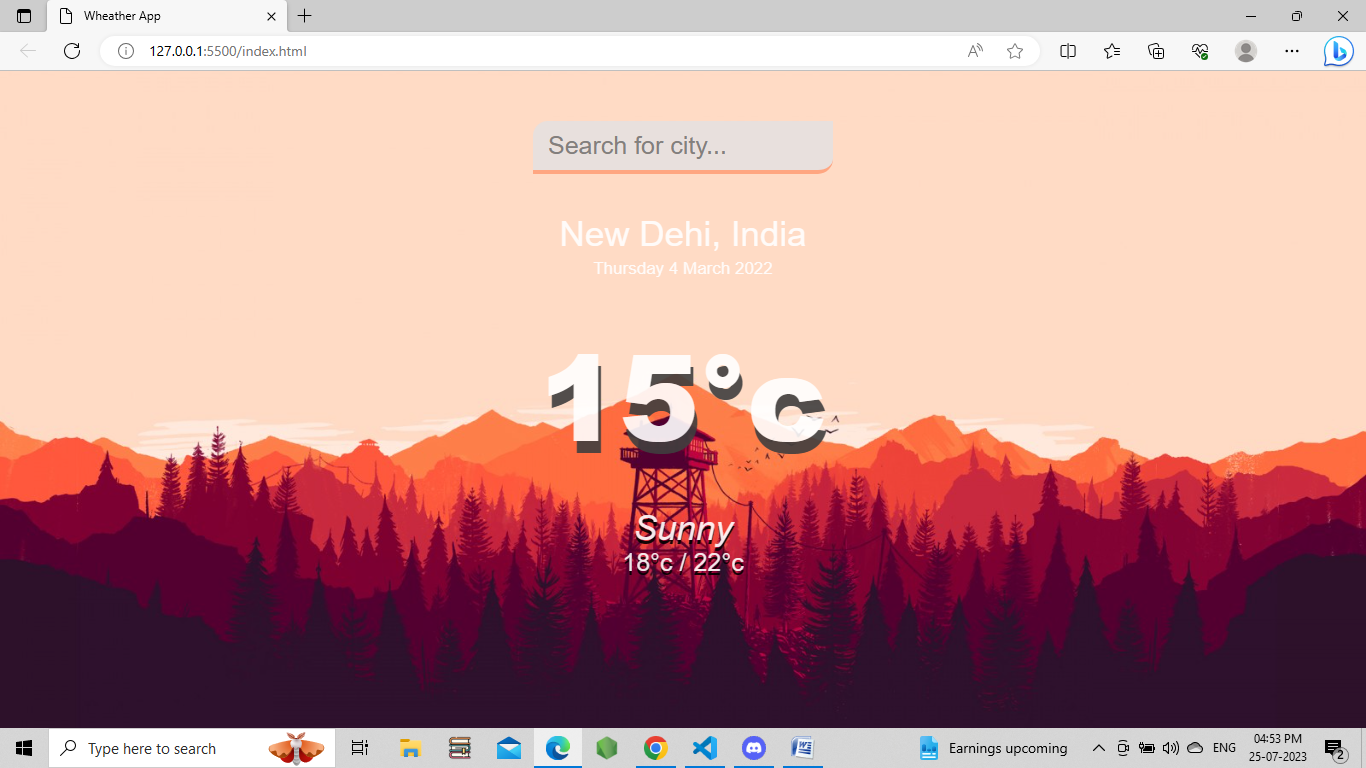 Wheather App
127.0.0.1:5500/index.html
Search for city...
New Dehi, India
Thursday 4 March 2022
15°c
Sunny
18°c / 22°c
Type here to search
Earnings upcoming
ENG
04:53 PM
25-07-2023
2